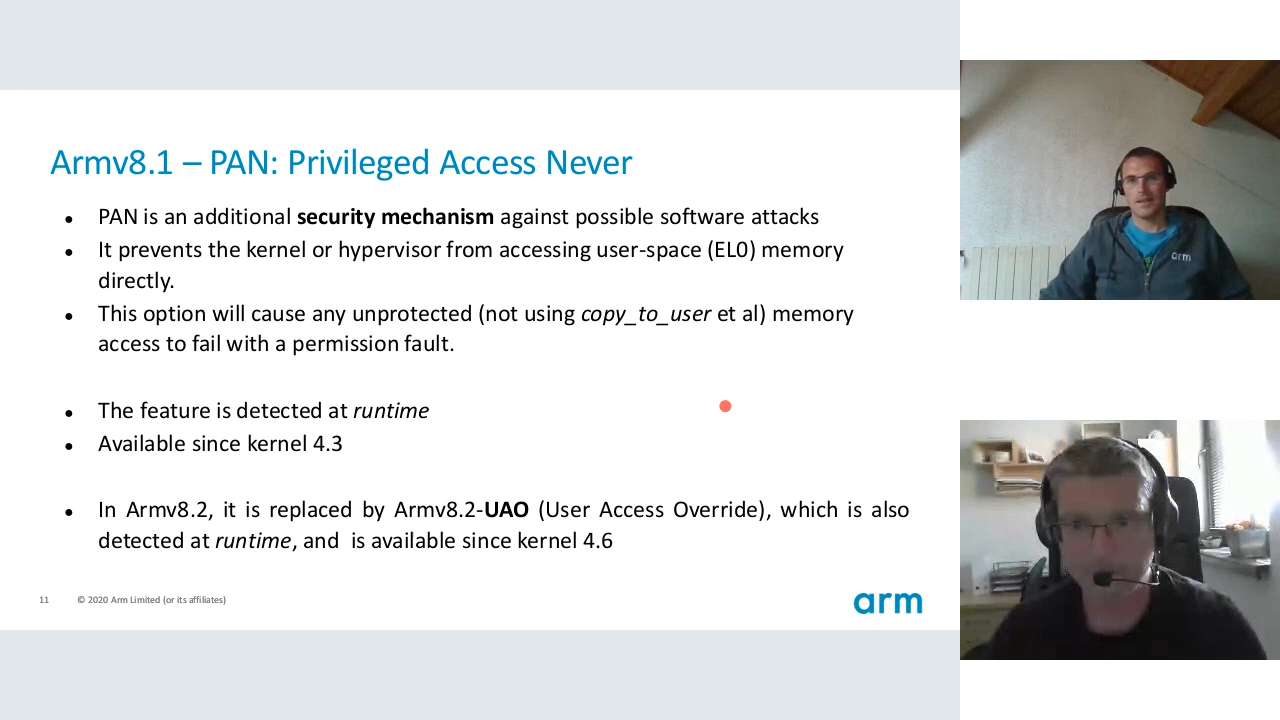 Armv8.1 – PAN: Privileged Access Never
● PAN is an additional security mechanism against possible software attacks
● It prevents the kernel or hypervisor from accessing user-space (EL0) memory
directly.
● This option will cause any unprotected (not using copy_to_user et al) memory
access to fail with a permission fault.
● The feature is detected at runtime
● Available since kernel 4.3
● In Armv8.2, it is replaced by Armv8.2-UAO (User Access Override), which is also
detected at runtime, and  is available since kernel 4.6
11 © 2020 Arm Limited (or its affiliates)
arm
arm